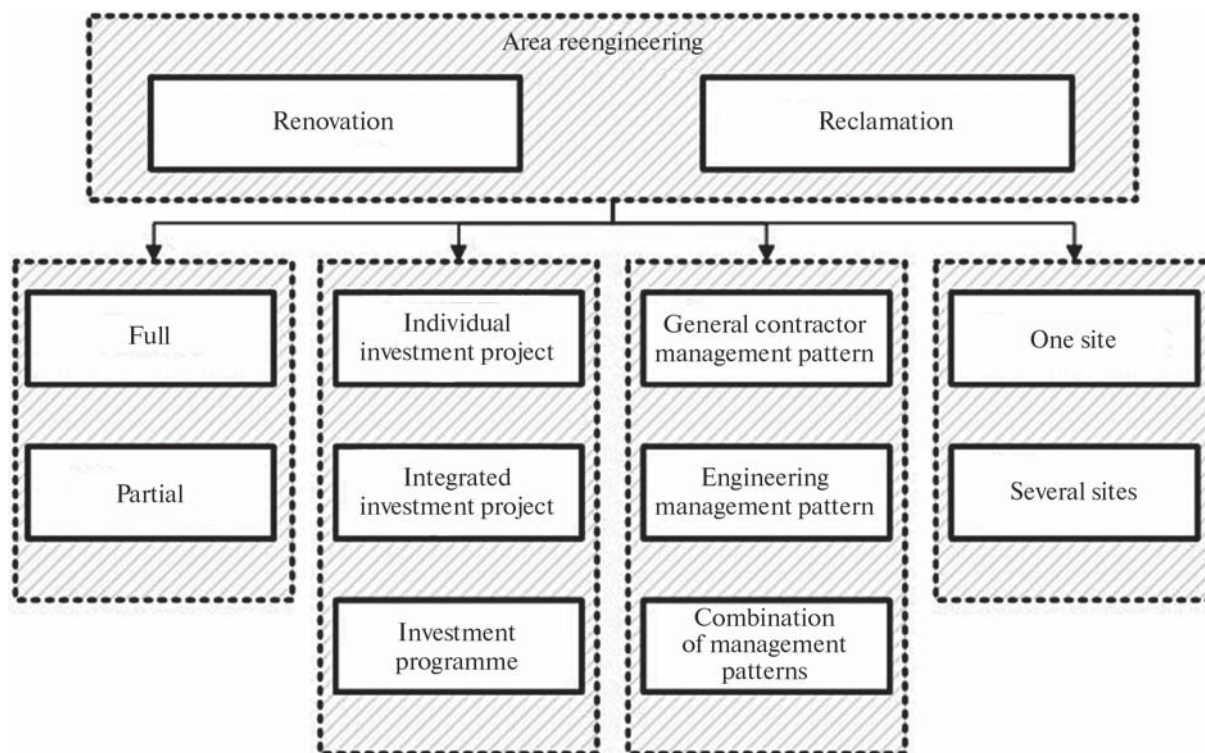 Area reengineering
Renovation
Reclamation
Full
Partial
Individual
investment project
Integrated
investment project
Investment
programme
General contractor
management pattern
Engineering
management pattern
Combination
of management
patterns
One site
Several sites